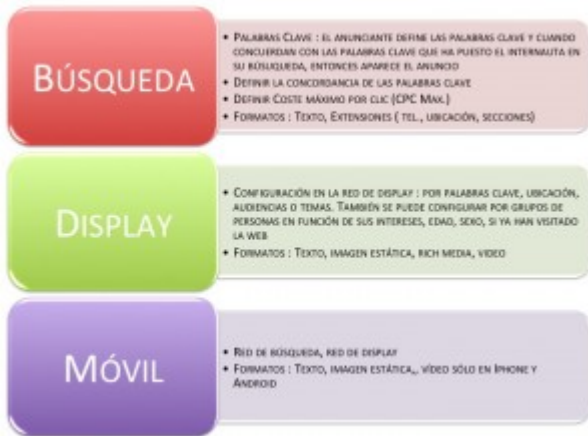 BÚSQUEDA
• PALABRAS CLAVE : EL ANUNCIANTE DEFINE LAS PALABRAS CLAVE Y CUANDO
CONCUERDAN CON LAS PALABRAS CLAVE QUE HA PUESTO EL INTERNAUTA EN
SU BÚSUQUEDA, ENTONCES APARECE EL ANUNCIO
• DEFINIR LA CONCORDANCIA DE LAS PALABRAS CLAVE
• DEFINIR COSTE MÁXIMO POR CLIC (CPC MAX.)
• FORMATOS : TEXTO, EXTENSIONES ( TEL., UBICACIÓN, SECCIONES)
DISPLAY
• CONFIGURACIÓN EN LA RED DE DISPLAY : POR PALABRAS CLAVE, UBICACIÓN,
AUDIENCIAS O TEMAS. TAMBIÉN SE PUEDE CONFIGURAR POR GRUPOS DE
PERSONAS EN FUNCIÓN DE SUS INTERESES, EDAD, SEXO, SI YA HAN VISITADO
LA WEB
• FORMATOS : TEXTO, IMAGEN ESTÁTICA, RICH MEDIA, VIDEO
MÓVIL
• RED DE BÚSQUEDA, RED DE DISPLAY
• FORMATOS : TEXTO, IMAGEN ESTÁTICA,, VÍDEO SÓLO EN IPHONE Y
ANDROID